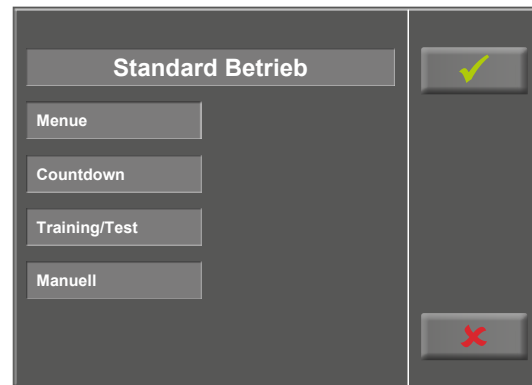 Standard Betrieb
Menue
Countdown
Training/Test
Manuell